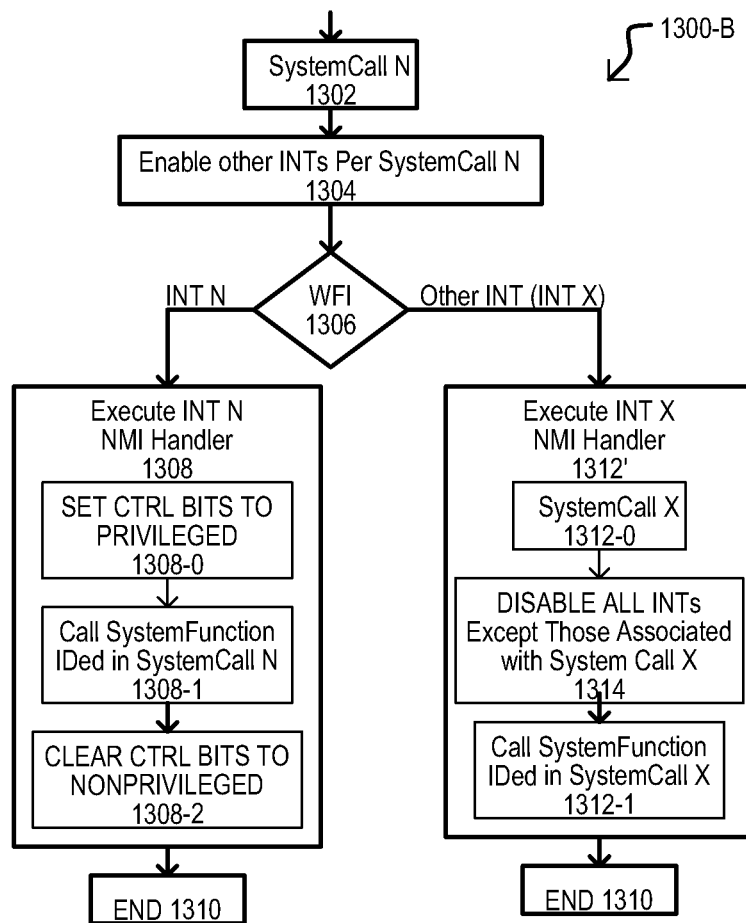 1300-B
SystemCall N
1302
Enable other INTs Per SystemCall N
1304
INT N
WFI
1306
Other INT (INT X)
Execute INT N
NMI Handler
1308
SET CTRL BITS TO
PRIVILEGED
1308-0
Call SystemFunction
IDed in SystemCall N
1308-1
CLEAR CTRL BITS TO
NONPRIVILEGED
1308-2
END 1310
Execute INT X
NMI Handler
1312'
SystemCall X
1312-0
DISABLE ALL INTs
Except Those Associated
with System Call X
1314
Call SystemFunction
IDed in SystemCall X
1312-1
END 1310